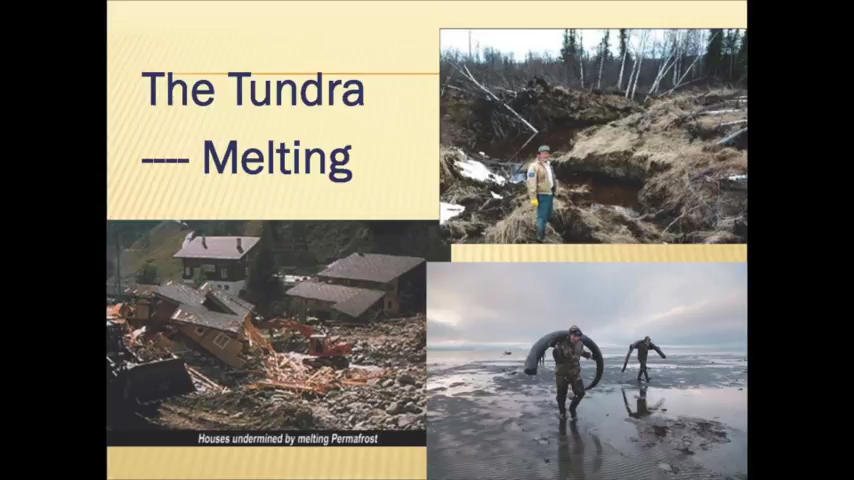 The Tundra
---- Melting
Houses undermined by melting Permafrost